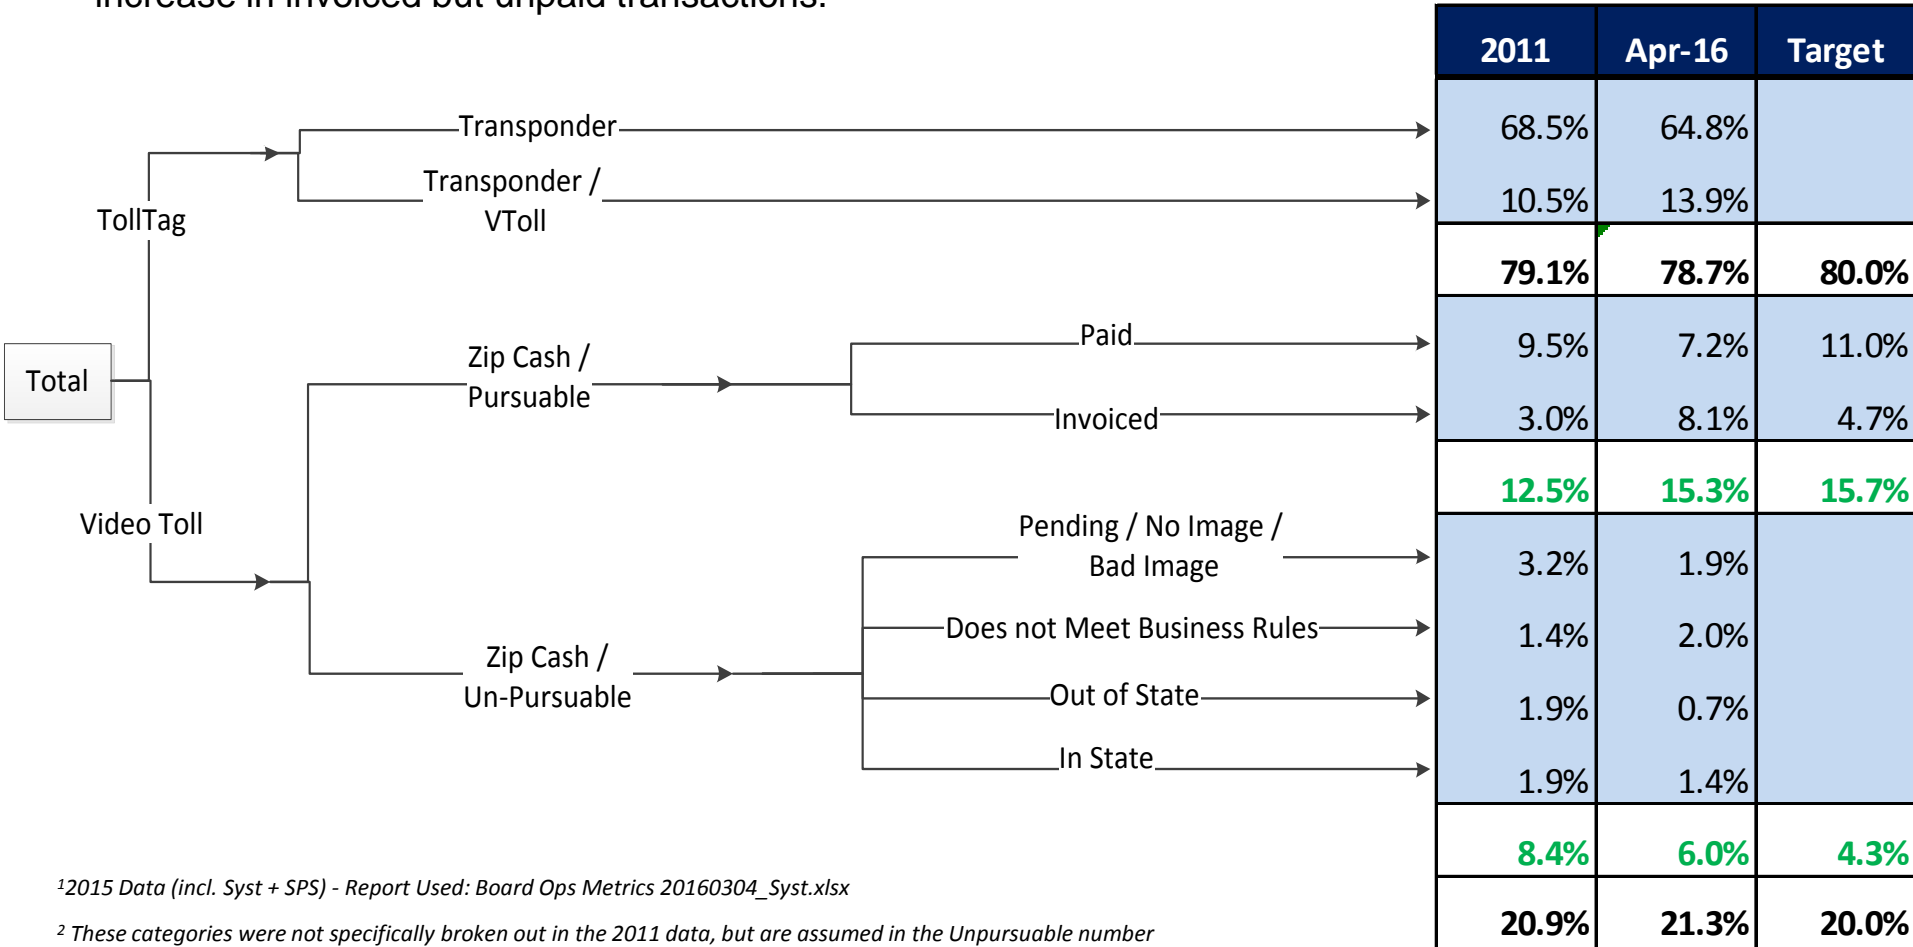 increase in invoiced but unpaid transactions.
2011 Apr-16 Target
Transponder 68.5% 64.8%
Transponder /
VToll
10.5% 13.9%
TollTag
79.1% 78.7% 80.0%
Paid 9.5% 7.2% 11.0%
Zip Cash /
Pursuable
Total
Invoiced 3.0% 8.1% 4.7%
12.5% 15.3% 15.7%
Video Toll
Pending / No Image /
Bad Image
3.2% 1.9%
Does not Meet Business Rules 1.4% 2.0%
Zip Cash /
Un-Pursuable
Out of State 1.9% 0.7%
In State 1.9% 1.4%
8.4% 6.0% 4.3%
¹2015 Data (incl. Syst + SPS) - Report Used: Board Ops Metrics 20160304_Syst.xlsx
20.9% 21.3% 20.0%
² These categories were not specifically broken out in the 2011 data, but are assumed in the Unpursuable number